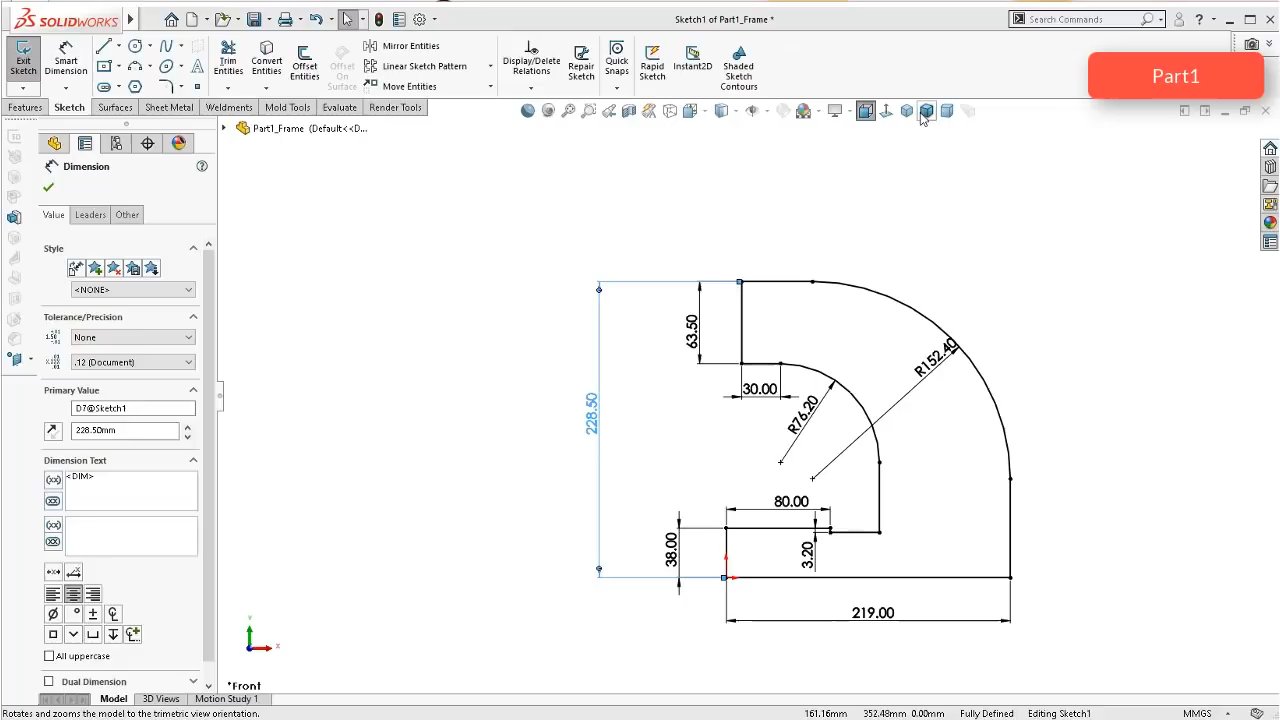 SOLIDWORKS
Sketch1 of Part1_Frame *
Search Commands
Exit Sketch
Smart Dimension
Trim Entities
Convert Entities
Offset Entities
Offset On Surface
Mirror Entities
Linear Sketch Pattern
Move Entities
Display/Delete Relations
Repair Sketch
Quick Snaps
Rapid Sketch
Instant2D
Shaded Sketch Contours
Part1
Features Sketch Surfaces Sheet Metal Weldments Mold Tools Evaluate Render Tools
Part1_Frame (Default<<D...
Dimension
Value Leaders Other
Style
<NONE>
Tolerance/Precision
None
.12 (Document)
Primary Value
D7@Sketch1
228.50mm
Dimension Text
<DIM>
All uppercase
Dual Dimension
63.50
30.00
R152.40
R76.20
228.50
80.00
38.00
3.20
219.00
Y
X
*Front
Model 3D Views Motion Study 1
Rotates and zooms the model to the trimetric view orientation.
161.16mm 352.48mm 0.00mm Fully Defined Editing Sketch1 MMGS